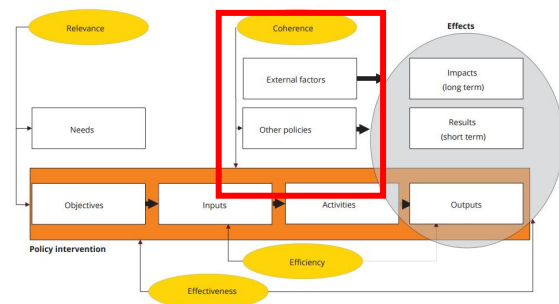 Relevance
Coherence
Effects
External factors
Impacts
(long term)
Needs
Other policies
Results
(short term)
Objectives
Inputs
Activities
Outputs
Policy intervention
Efficiency
Effectiveness